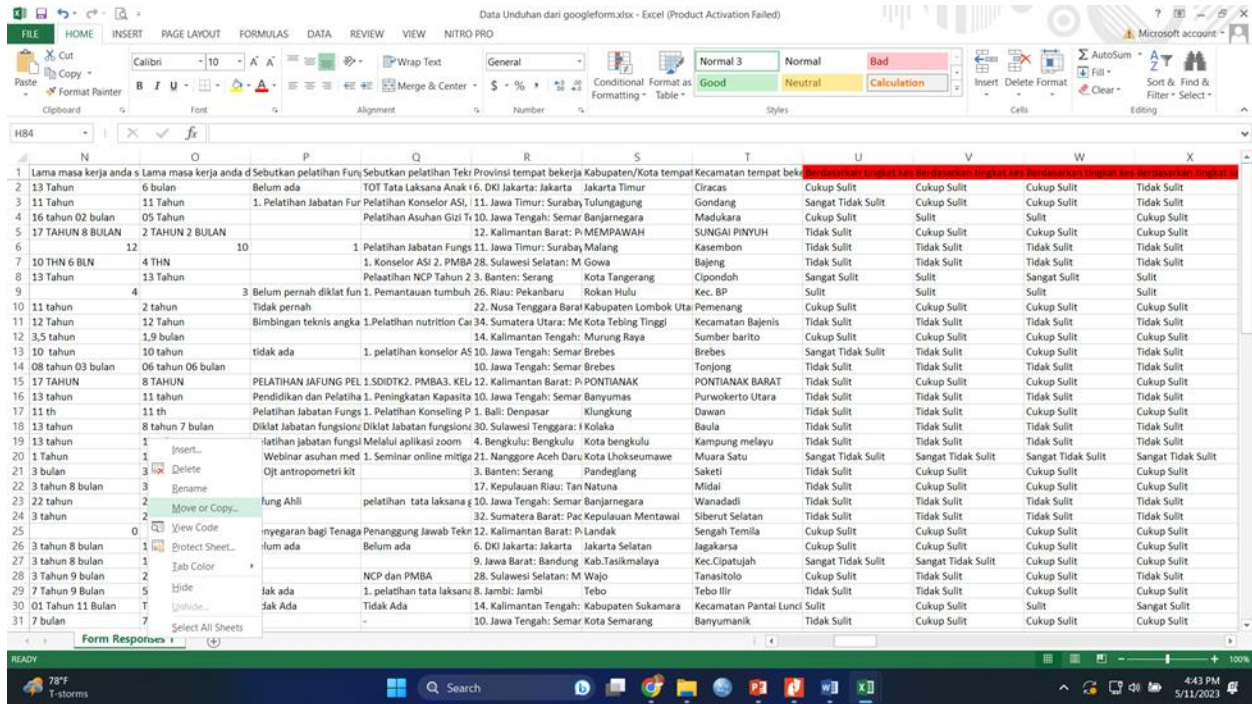 Data Unduhan dari googleform.xlsx - Excel (Product Activation Failed)
FILE HOME INSERT PAGE LAYOUT FORMULAS DATA REVIEW VIEW NITRO PRO Microsoft account
Cut
Copy
Format Painter
Paste
Calibri 10
Wrap Text
Merge & Center
General
Conditional Formatting Format as Table
Normal 3 Normal Bad
Good Neutral Calculation
Insert Delete Format
AutoSum
Fill
Clear
Sort & Filter Find & Select
Clipboard Font Alignment Number Styles Cells Editing
H84
N O P Q R S T U V W X
1 Lama masa kerja anda s Lama masa kerja anda d Sebutkan pelatihan Fung Sebutkan pelatihan Tekn Provinsi tempat bekerja Kabupaten/Kota tempat Kecamatan tempat beke Berdasarkan tingkat kes Berdasarkan tingkat kes Berdasarkan tingkat kes Berdasarkan tingkat
2 13 Tahun 6 bulan Belum ada TOT Tata Laksana Anak 6. DKI Jakarta: Jakarta Jakarta Timur Ciracas Cukup Sulit Cukup Sulit Cukup Sulit Tidak Sulit
3 11 Tahun 11 Tahun 1. Pelatihan Jabatan Fur Pelatihan Konselor ASI, 11. Jawa Timur: Surabay Tulungagung Gondang Sangat Tidak Sulit Cukup Sulit Cukup Sulit Tidak Sulit
4 16 tahun 02 bulan 05 Tahun Pelatihan Asuhan Gizi Te 10. Jawa Tengah: Semar Banjarnegara Madukara Cukup Sulit Sulit Sulit Cukup Sulit
5 17 TAHUN 8 BULAN 2 TAHUN 2 BULAN 12. Kalimantan Barat: P MEMPAWAH SUNGAI PINYUH Tidak Sulit Cukup Sulit Cukup Sulit Tidak Sulit
6 12 10 1 Pelatihan Jabatan Fungs 11. Jawa Timur: Surabay Malang Kasembon Tidak Sulit Tidak Sulit Tidak Sulit Tidak Sulit
7 10 THN 6 BLN 4 THN 1. Konselor ASI 2. PMBA 28. Sulawesi Selatan: M Gowa Bajeng Tidak Sulit Tidak Sulit Tidak Sulit Tidak Sulit
8 13 Tahun 13 Tahun Pelaatihan NCP Tahun 2 3. Banten: Serang Kota Tangerang Cipondoh Sangat Sulit Sulit Sangat Sulit Sulit
9 4 3 Belum pernah diklat fun 1. Pemantauan tumbuh 26. Riau: Pekanbaru Rokan Hulu Kec. BP Sulit Sulit Sulit Sulit
10 11 tahun 2 tahun Tidak pernah 22. Nusa Tenggara Barat Kabupaten Lombok Uta Pemenang Cukup Sulit Cukup Sulit Cukup Sulit Cukup Sulit
11 12 Tahun 12 Tahun Bimbingan teknis angka 1.Pelatihan nutrition Car 34. Sumatera Utara: Me Kota Tebing Tinggi Kecamatan Bajenis Tidak Sulit Tidak Sulit Tidak Sulit Tidak Sulit
12 3,5 tahun 1,9 bulan 14. Kalimantan Tengah: Murung Raya Sumber barito Cukup Sulit Tidak Sulit Cukup Sulit Cukup Sulit
13 10 tahun 10 tahun tidak ada 1. pelatihan konselor AS 10. Jawa Tengah: Semar Brebes Brebes Sangat Tidak Sulit Tidak Sulit Tidak Sulit Tidak Sulit
14 08 tahun 03 bulan 06 tahun 06 bulan 10. Jawa Tengah: Semar Brebes Tonjong Tidak Sulit Tidak Sulit Cukup Sulit Tidak Sulit
15 17 TAHUN 8 TAHUN PELATIHAN JAFUNG PEL 1.SDIDTK2. PMBA3. KEL 12. Kalimantan Barat: P PONTIANAK PONTIANAK BARAT Tidak Sulit Cukup Sulit Cukup Sulit Cukup Sulit
16 13 tahun 11 tahun Pendidikan dan Pelatiha 1. Peningkatan Kapasita 10. Jawa Tengah: Semar Banyumas Purwokerto Utara Tidak Sulit Tidak Sulit Cukup Sulit Tidak Sulit
17 11 th 11 th Pelatihan Jabatan Fungs 1. Pelatihan Konseling P 1. Bali: Denpasar Klungkung Dawan Tidak Sulit Cukup Sulit Cukup Sulit Tidak Sulit
18 13 tahun 8 tahun 7 bulan Diklat Jabatan fungsiona Diklat Jabatan fungsiona 30. Sulawesi Tenggara: Kolaka Baula Tidak Sulit Tidak Sulit Tidak Sulit Tidak Sulit
19 13 tahun 1 latihan jabatan fungsi Melalui aplikasi zoom 4. Bengkulu: Bengkulu Kota bengkulu Kampung melayu Tidak Sulit Tidak Sulit Cukup Sulit Tidak Sulit
20 1 Tahun 1 Webinar asuhan med 1. Seminar online mitiga 21. Nanggore Aceh Daru Kota Lhokseumawe Muara Satu Sangat Tidak Sulit Sangat Tidak Sulit Sangat Tidak Sulit Sangat Tidak Sulit
21 3 bulan 3 Ojt antropometri kit 3. Banten: Serang Pandeglang Saketi Tidak Sulit Cukup Sulit Cukup Sulit Tidak Sulit
22 3 tahun 8 bulan 3 17. Kepulauan Riau: Tan Natuna Midai Tidak Sulit Tidak Sulit Cukup Sulit Cukup Sulit
23 22 tahun 2 fung Ahli pelatihan tata laksana g 10. Jawa Tengah: Semar Banjarnegara Wanadadi Tidak Sulit Tidak Sulit Tidak Sulit Tidak Sulit
24 3 tahun 2 32. Sumatera Barat: Pac Kepulauan Mentawai Siberut Selatan Tidak Sulit Tidak Sulit Tidak Sulit Tidak Sulit
25 0 nyegaran bagi Tenaga Penanggung Jawab Tekn 12. Kalimantan Barat: P Landak Sengah Temila Cukup Sulit Cukup Sulit Cukup Sulit Cukup Sulit
26 3 tahun 8 bulan 1 lum ada Belum ada 6. DKI Jakarta: Jakarta Jakarta Selatan Jagakarsa Cukup Sulit Cukup Sulit Cukup Sulit Cukup Sulit
27 3 tahun 8 bulan 1 9. Jawa Barat: Bandung Kab.Tasikmalaya Kec.Cipatujah Sangat Tidak Sulit Sangat Tidak Sulit Cukup Sulit Tidak Sulit
28 3 Tahun 9 bulan 2 NCP dan PMBA 28. Sulawesi Selatan: M Wajo Tanasitolo Cukup Sulit Tidak Sulit Cukup Sulit Tidak Sulit
29 7 Tahun 9 Bulan 5 dak ada 1. pelatihan tata laksana 8. Jambi: Jambi Tebo Tebo Ilir Tidak Sulit Tidak Sulit Cukup Sulit Cukup Sulit
30 01 Tahun 11 Bulan T dak Ada Tidak Ada 14. Kalimantan Tengah: Kabupaten Sukamara Kecamatan Pantai Lunci Sulit Cukup Sulit Sulit Sangat Sulit
31 7 bulan 7 - 10. Jawa Tengah: Semar Kota Semarang Banyumanik Tidak Sulit Cukup Sulit Cukup Sulit Cukup Sulit
Insert...
Delete
Rename
Move or Copy...
View Code
Protect Sheet...
Tab Color
Hide
Unhide...
Select All Sheets
Form Responses 1
READY 100%
78°F
T-storms
Search
4:43 PM
5/11/2023